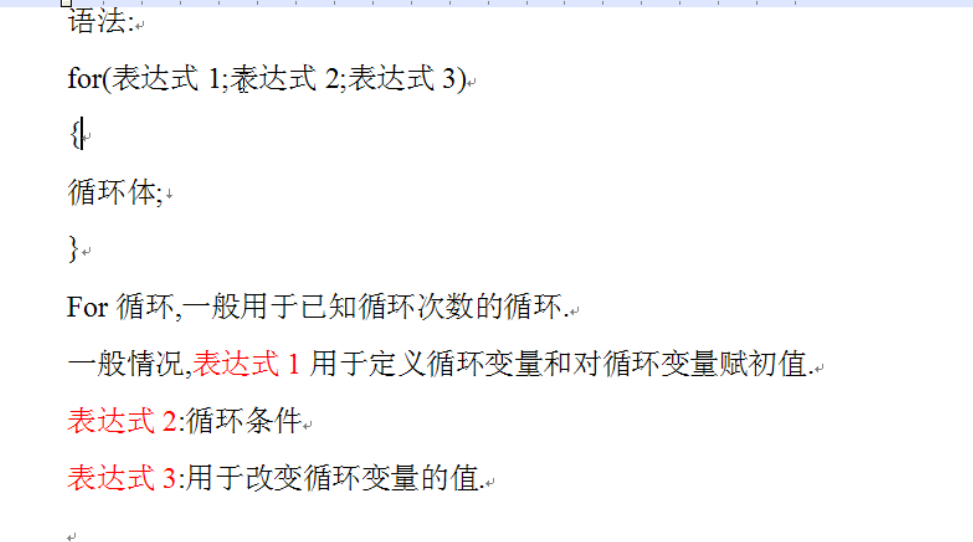 语法:
for(表达式 1;表达式 2;表达式 3)
{
循环体;
}
For 循环,一般用于已知循环次数的循环.
一般情况,表达式 1 用于定义循环变量和对循环变量赋初值.
表达式 2:循环条件
表达式 3:用于改变循环变量的值.